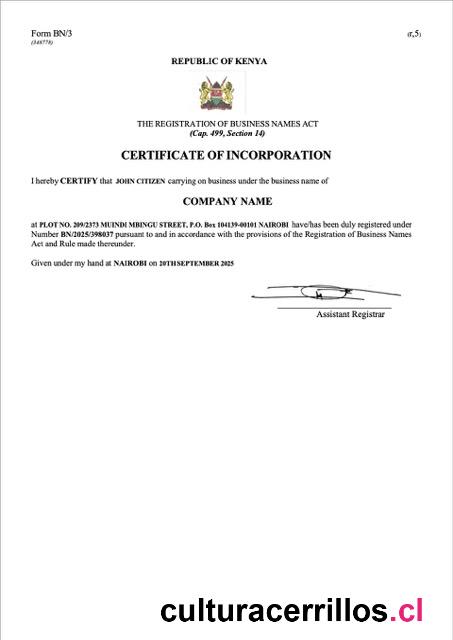 Form BN/3
(r,5)
(346778)
REPUBLIC OF KENYA
THE REGISTRATION OF BUSINESS NAMES ACT
(Cap. 499, Section 14)
CERTIFICATE OF INCORPORATION
I hereby CERTIFY that JOHN CITIZEN carrying on business under the business name of
COMPANY NAME
at PLOT NO. 209/2373 MUINDI MBINGU STREET, P.O. Box 104139-00101 NAIROBI have/has been duly registered under
Number BN/2025/398037 pursuant to and in accordance with the provisions of the Registration of Business Names
Act and Rule made thereunder.
Given under my hand at NAIROBI on 20TH SEPTEMBER 2025
Assistant Registrar
culturacerrillos.cl